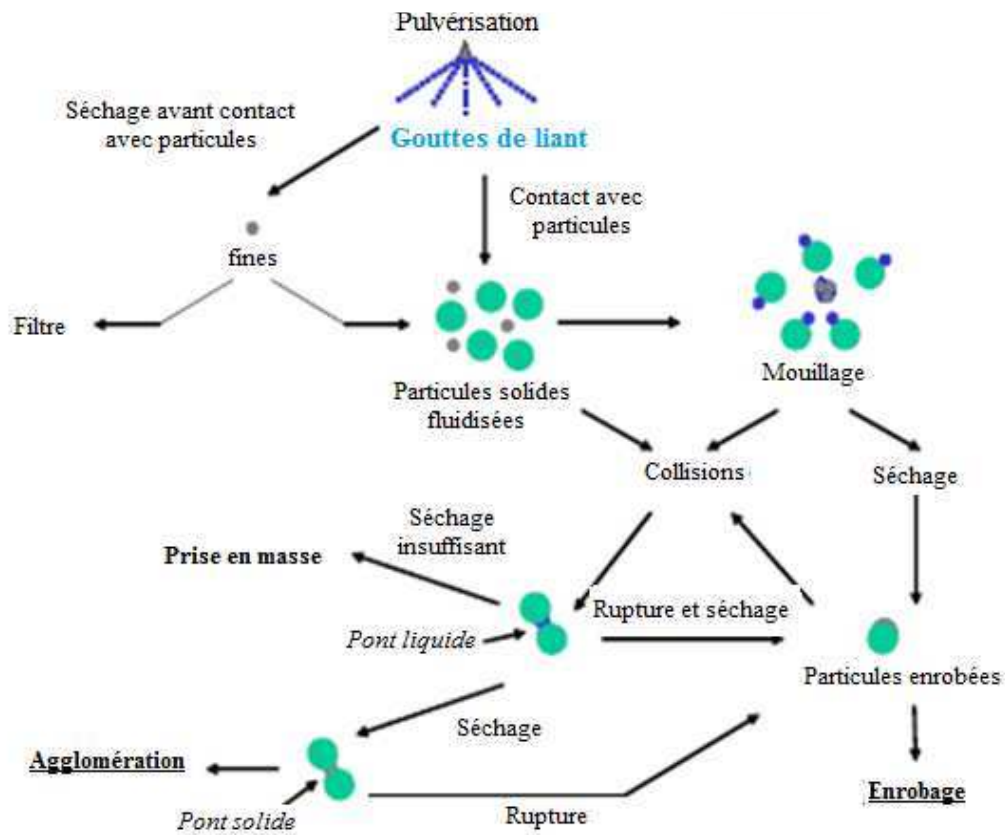 Pulvérisation
Séchage avant contact
avec particules
Gouttes de liant
Contact avec
particules
fines
Filtre
Particules solides
fluidisées
Mouillage
Collisions
Séchage
Séchage
insuffisant
Prise en masse
Rupture et séchage
Pont liquide
Particules enrobées
Séchage
Agglomération
Pont solide
Rupture
Enrobage